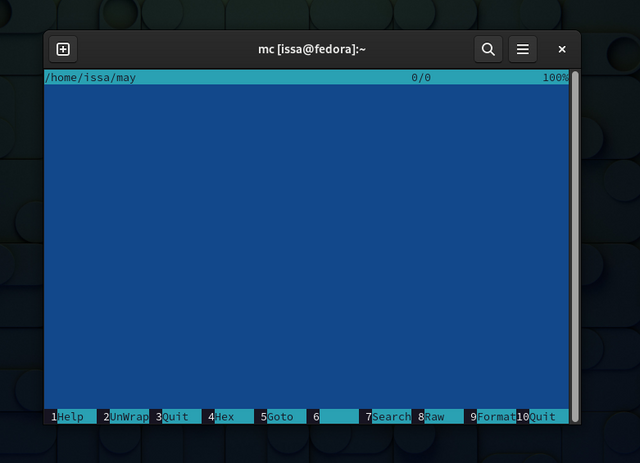 mc [issa@fedora]:~
/home/issa/may 0/0 100%
1Help 2UnWrap 3Quit 4Hex 5Goto 6 7Search 8Raw 9Format 10Quit